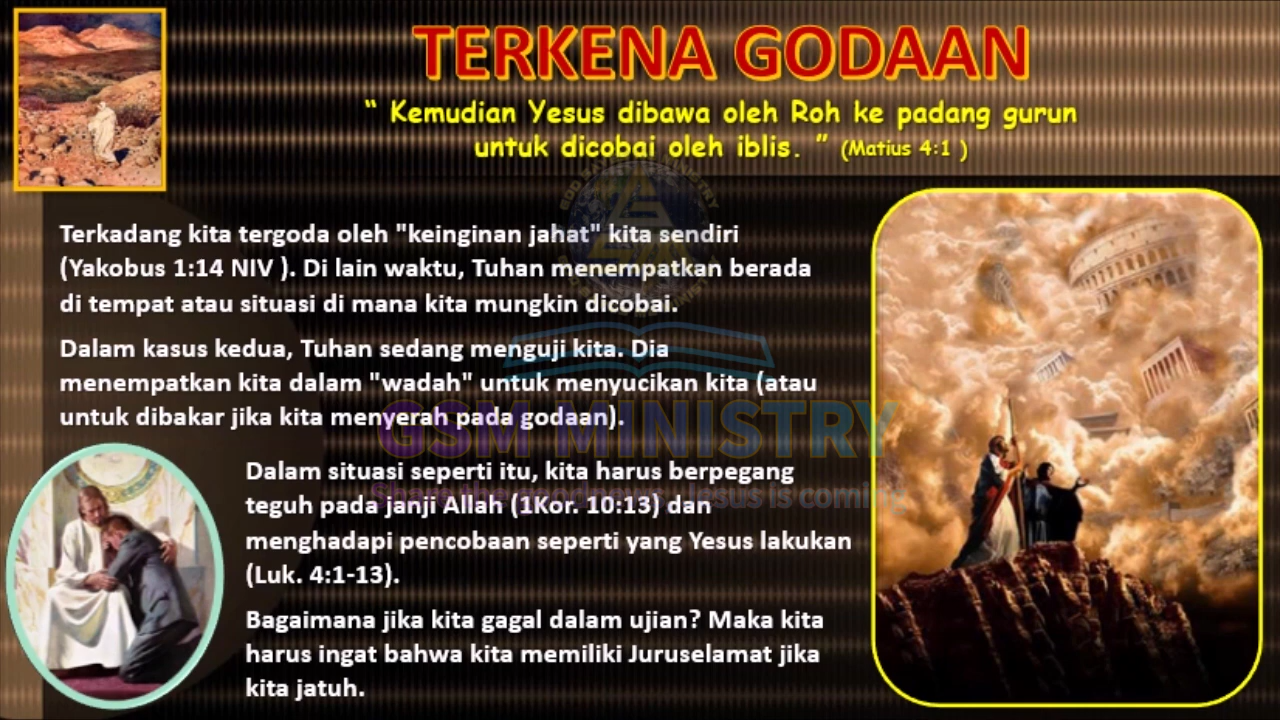 TERKENA GODAAN
“ Kemudian Yesus dibawa oleh Roh ke padang gurun
untuk dicobai oleh iblis. ” (Matius 4:1 )
Terkadang kita tergoda oleh "keinginan jahat" kita sendiri
(Yakobus 1:14 NIV ). Di lain waktu, Tuhan menempatkan berada
di tempat atau situasi di mana kita mungkin dicobai.
Dalam kasus kedua, Tuhan sedang menguji kita. Dia
menempatkan kita dalam "wadah" untuk menyucikan kita (atau
untuk dibakar jika kita menyerah pada godaan).
GSM MINISTRY
Dalam situasi seperti itu, kita harus berpegang
teguh pada janji Allah (1Kor. 10:13) dan
is coming
menghadapi pencobaan seperti yang Yesus lakukan
(Luk. 4:1-13).
Bagaimana jika kita gagal dalam ujian? Maka kita
harus ingat bahwa kita memiliki Juruselamat jika
kita jatuh.